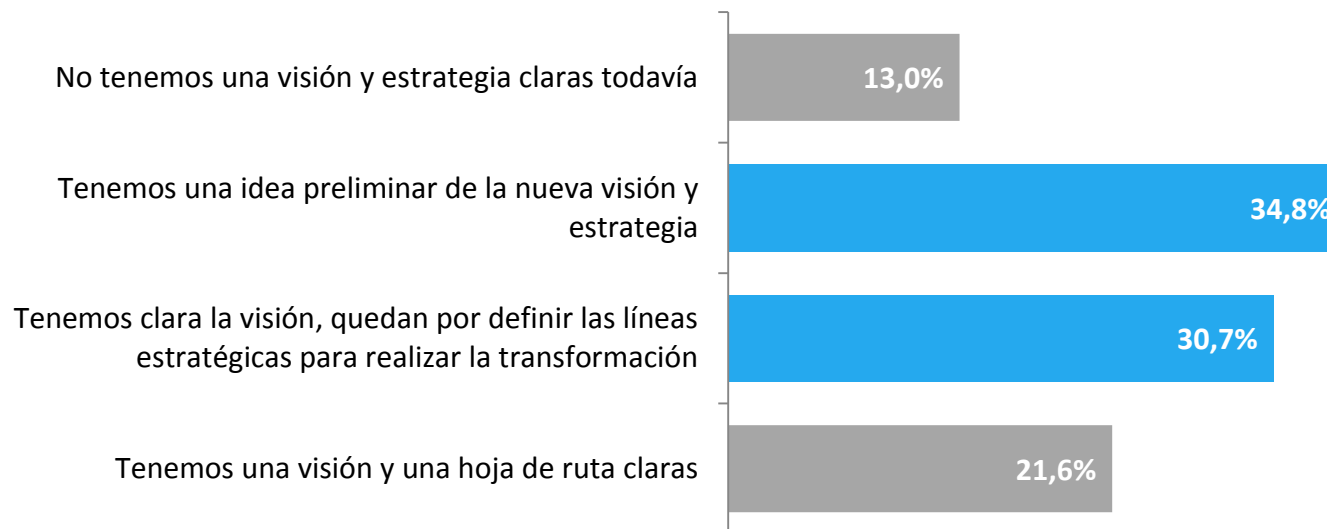 No tenemos una visión y estrategia claras todavía
13,0%
Tenemos una idea preliminar de la nueva visión y
estrategia
34,8%
Tenemos clara la visión, quedan por definir las líneas
estratégicas para realizar la transformación
30,7%
Tenemos una visión y una hoja de ruta claras
21,6%